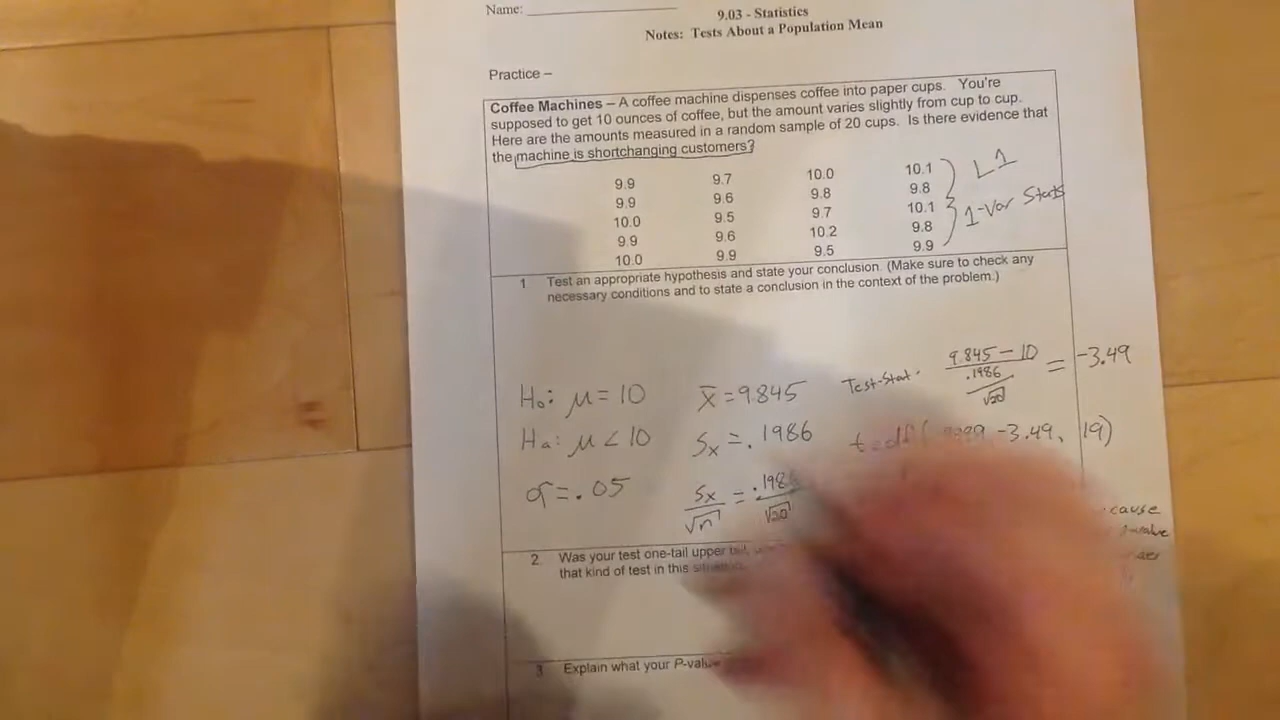 Name:
9.03 - Statistics
Notes: Tests About a Population Mean
Practice –
Coffee Machines – A coffee machine dispenses coffee into paper cups. You're
supposed to get 10 ounces of coffee, but the amount varies slightly from cup to cup.
Here are the amounts measured in a random sample of 20 cups. Is there evidence that
the machine is shortchanging customers?
9.9 9.7 10.0 10.1
9.9 9.6 9.8 9.8
10.0 9.5 9.7 10.1
9.9 9.6 10.2 9.8
10.0 9.9 9.5 9.9
L1
1-Var Stats
1 Test an appropriate hypothesis and state your conclusion. (Make sure to check any
necessary conditions and to state a conclusion in the context of the problem.)
H₀: μ = 10
Hₐ: μ < 10
σ = .05
x̄ = 9.845
Sx = .1986
Sx/√n = .1986/√20
Test-Stat. (9.845 – 10)/(.1986/√20) = -3.49
-3.49, 19)
cause
2. Was your test one-tail upper tail,
that kind of test in this
3 Explain what your P-value